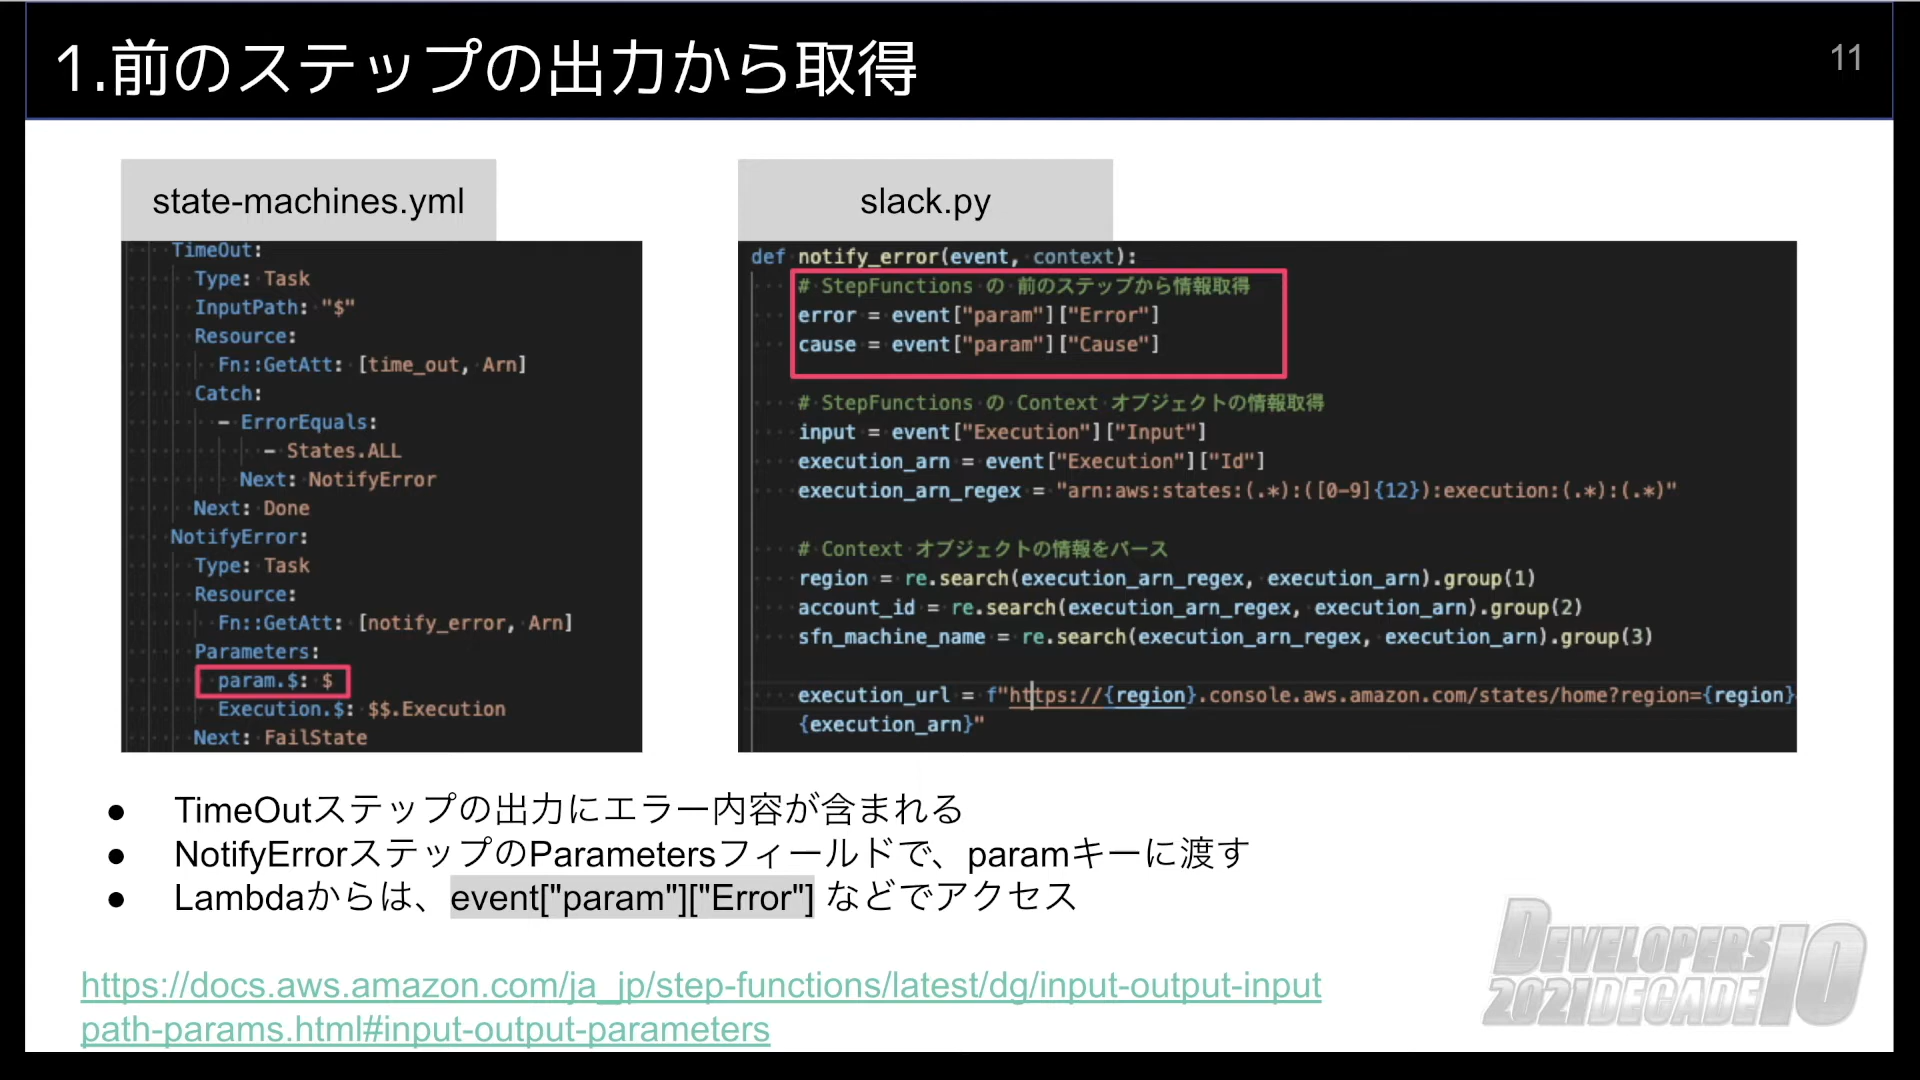 1.前のステップの出力から取得
11
state-machines.yml
TimeOut:
Type: Task
InputPath: "$"
Resource:
Fn::GetAtt: [time_out, Arn]
Catch:
- ErrorEquals:
- States.ALL
Next: NotifyError
Next: Done
NotifyError:
Type: Task
Resource:
Fn::GetAtt: [notify_error, Arn]
Parameters:
param.$: $
Execution.$: $$.Execution
Next: FailState
slack.py
def notify_error(event, context):
# StepFunctions の 前のステップから情報取得
error = event["param"]["Error"]
cause = event["param"]["Cause"]
# StepFunctions の Context オブジェクトの情報取得
input = event["Execution"]["Input"]
execution_arn = event["Execution"]["Id"]
execution_arn_regex = "arn:aws:states:(.*):([0-9]{12}):execution:(.*):(.*)"
# Context オブジェクトの情報をパース
region = re.search(execution_arn_regex, execution_arn).group(1)
account_id = re.search(execution_arn_regex, execution_arn).group(2)
sfn_machine_name = re.search(execution_arn_regex, execution_arn).group(3)
execution_url = f"https://{region}.console.aws.amazon.com/states/home?region={region}
{execution_arn}"
● TimeOutステップの出力にエラー内容が含まれる
● NotifyErrorステップのParametersフィールドで、paramキーに渡す
● Lambdaからは、event["param"]["Error"] などでアクセス
https://docs.aws.amazon.com/ja_jp/step-functions/latest/dg/input-output-input
path-params.html#input-output-parameters
DEVELOPERS
2021 DECADE 10